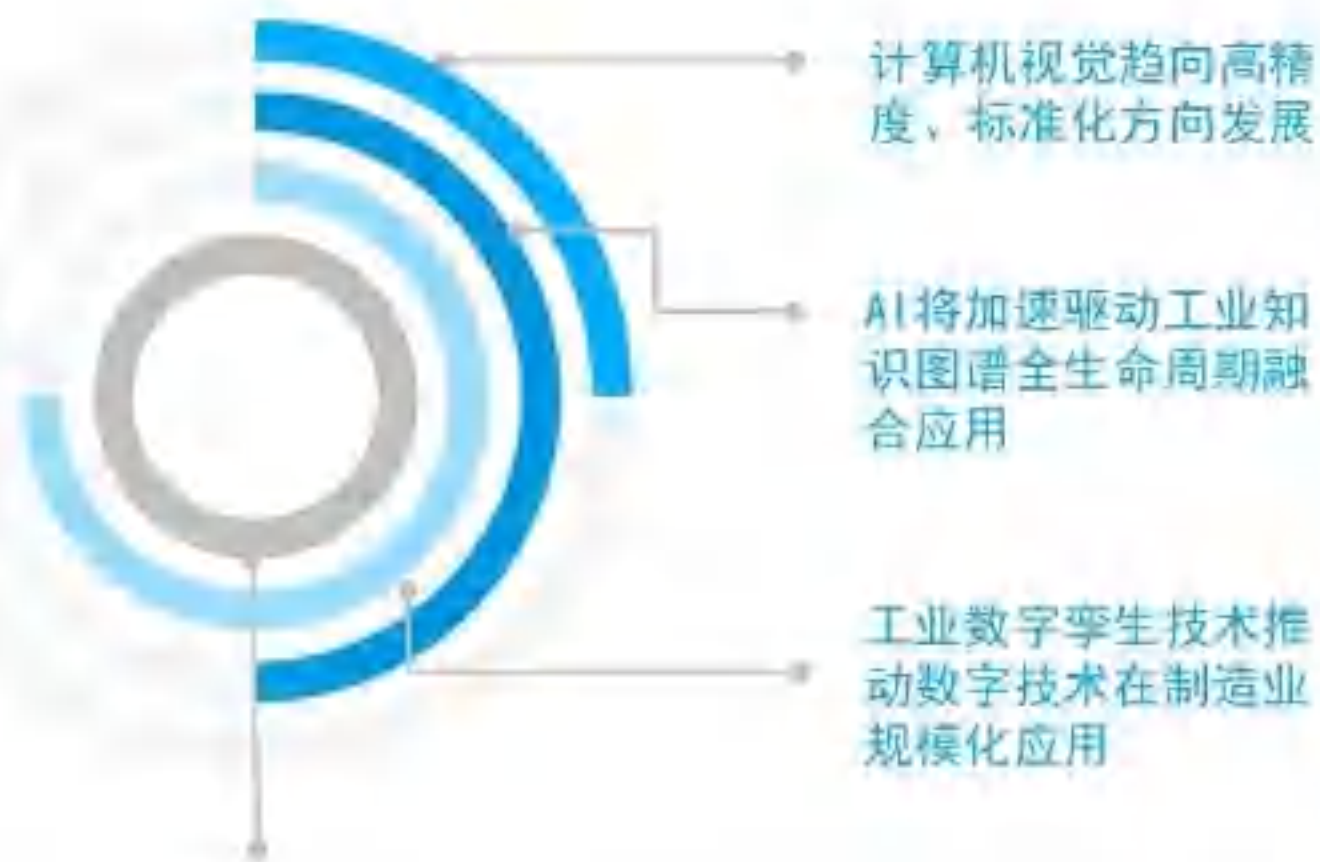 计算机视觉趋向高精
度、标准化方向发展
AI将加速驱动工业知
识图谱全生命周期融
合应用
工业数字孪生技术推
动数字技术在制造业
规模化应用